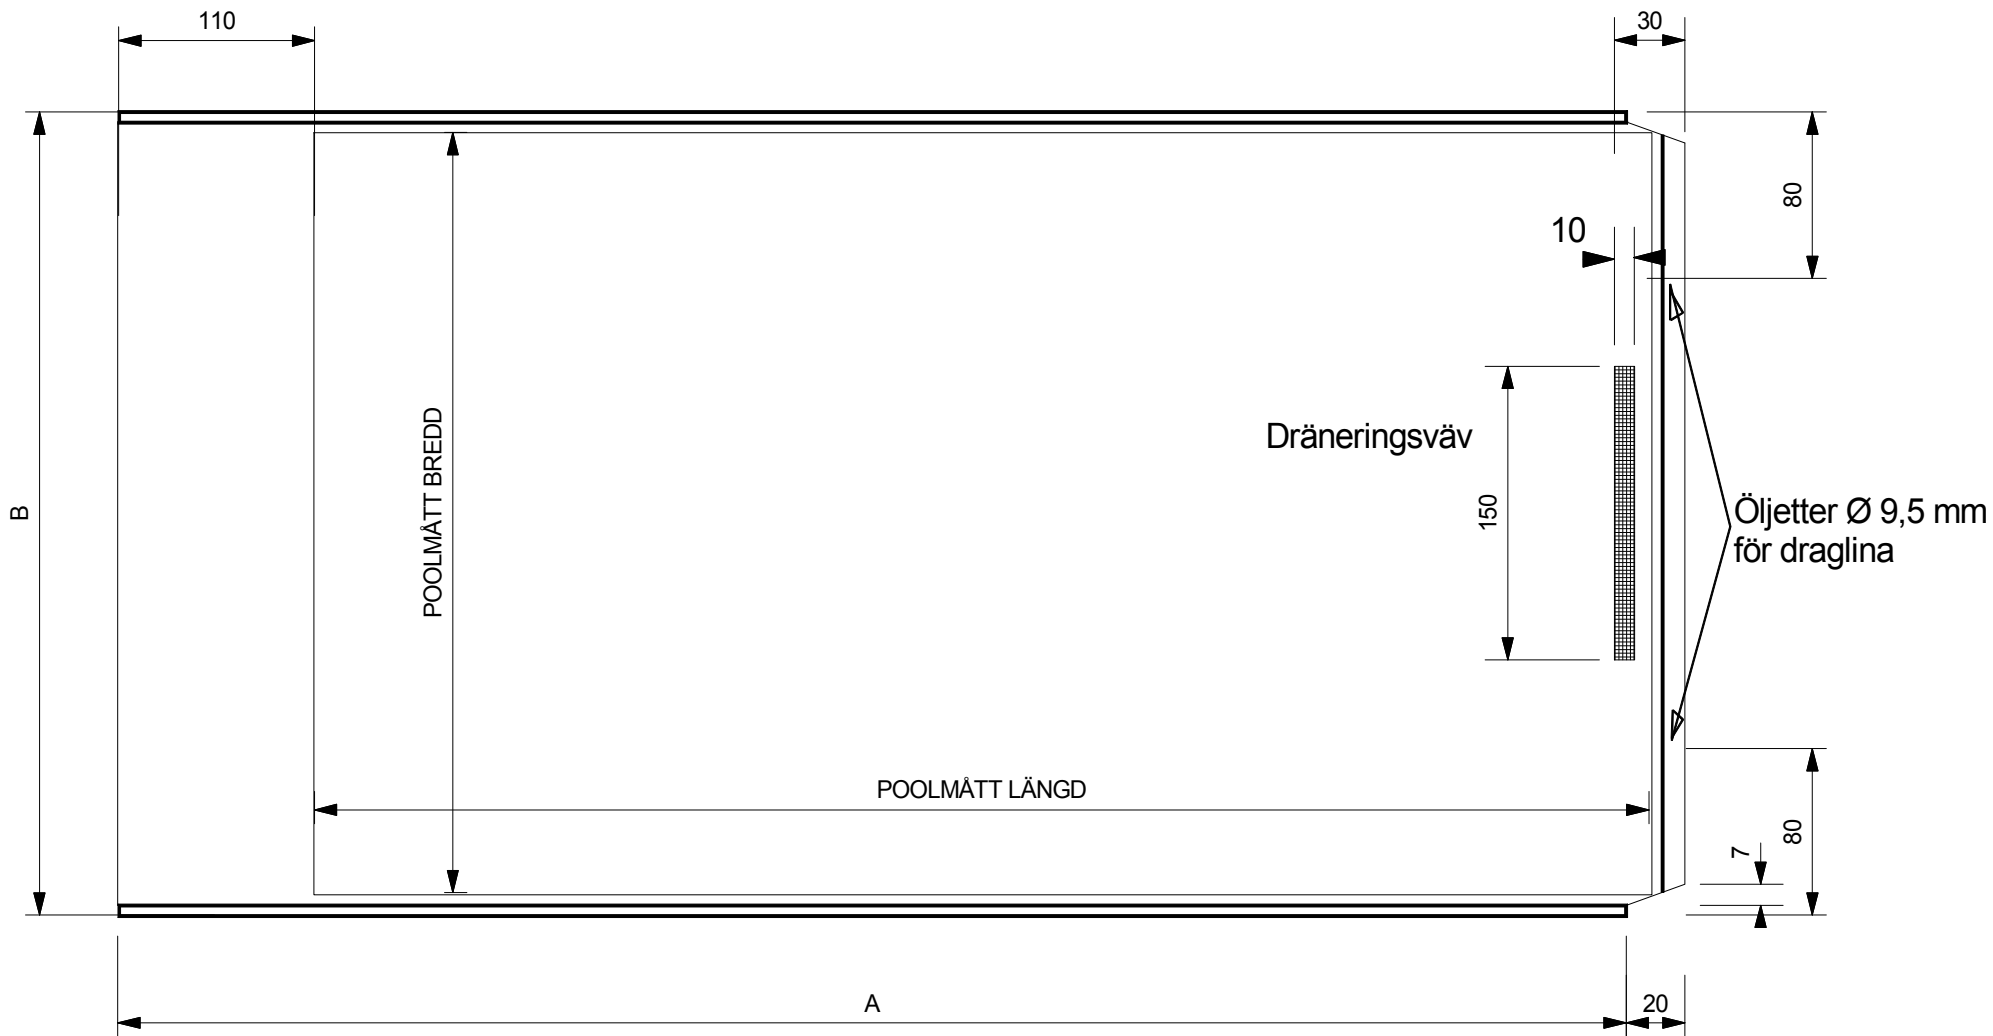 110
30
80
10
POOLMÅTT BREDD
Dräneringsväv
B
150
Öljetter Ø 9,5 mm
för draglina
POOLMÅTT LÄNGD
80
7
A
20